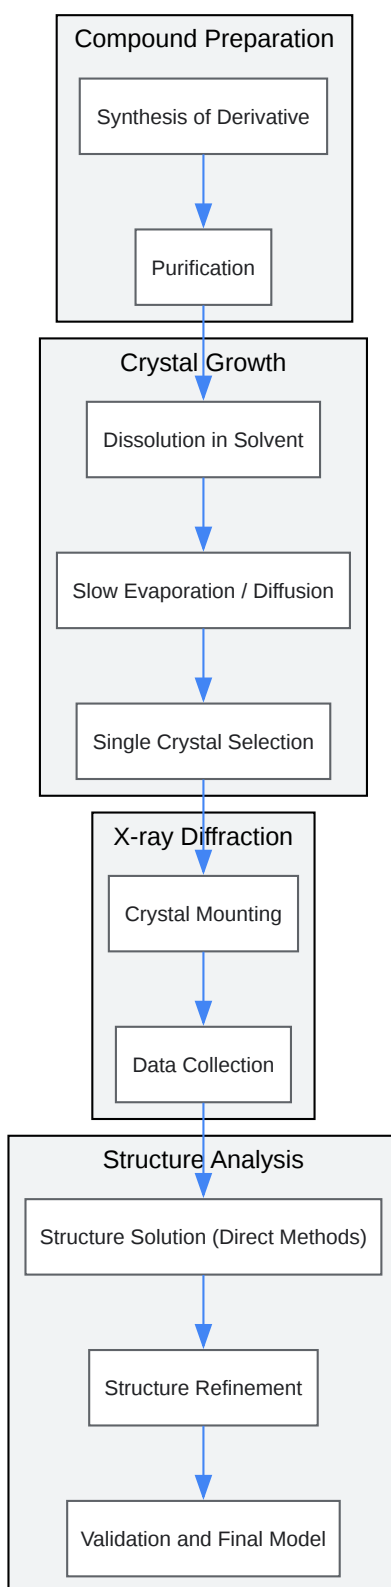 Compound Preparation
Synthesis of Derivative
Purification
Crystal Growth
Dissolution in Solvent
Slow Evaporation / Diffusion
Single Crystal Selection
X-ray Diffraction
Crystal Mounting
Data Collection
Structure Analysis
Structure Solution (Direct Methods)
Structure Refinement
Validation and Final Model